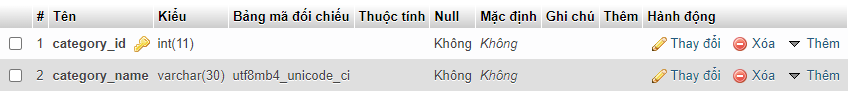 # Tên Kiểu Bảng mã đối chiếu Thuộc tính Null Mặc định Ghi chú Thêm Hành động
1 category_id int(11) Không Không Thay đổi Xóa Thêm
2 category_name varchar(30) utf8mb4_unicode_ci Không Không Thay đổi Xóa Thêm